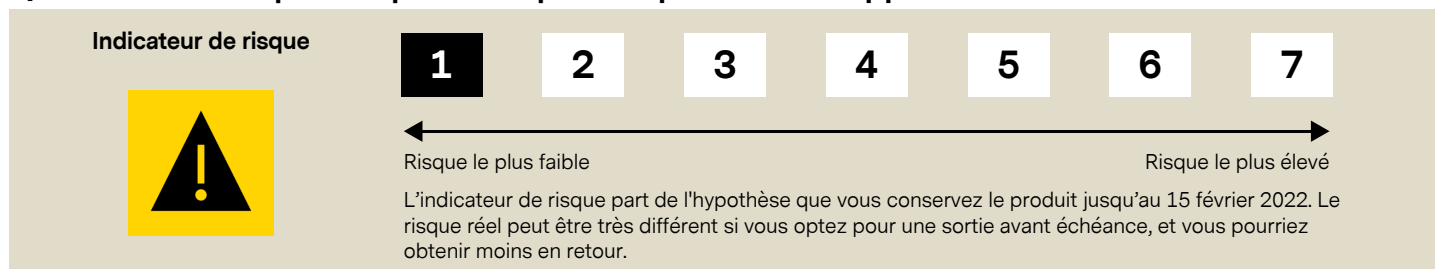 Indicateur de risque
1 2 3 4 5 6 7
Risque le plus faible Risque le plus élevé
L’indicateur de risque part de l'hypothèse que vous conservez le produit jusqu’au 15 février 2022. Le
risque réel peut être très différent si vous optez pour une sortie avant échéance, et vous pourriez
obtenir moins en retour.